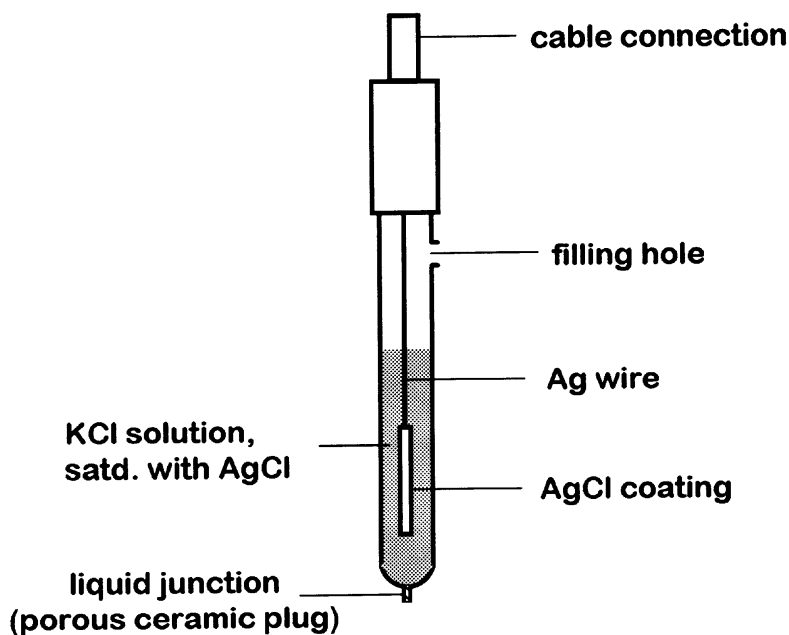 cable connection
filling hole
Ag wire
KCl solution,
satd. with AgCl
AgCl coating
liquid junction
(porous ceramic plug)